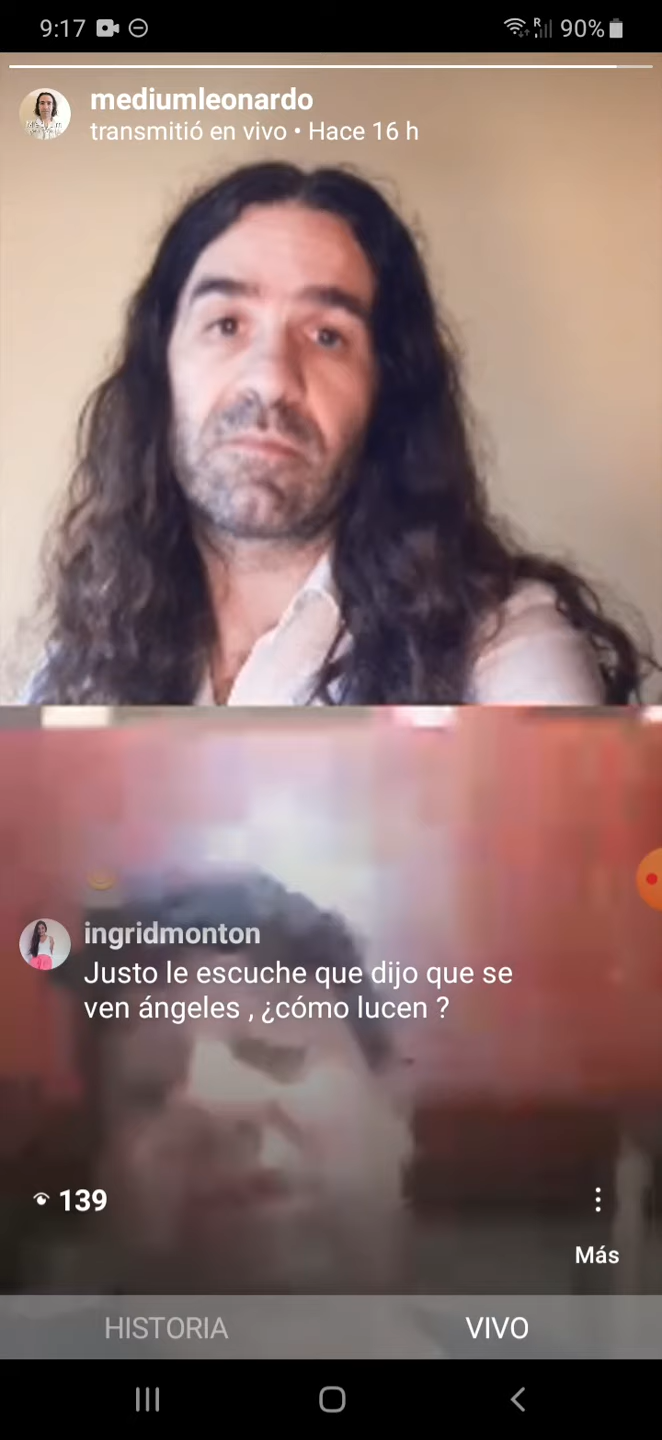 9:17
R
90%
mediumleonardo
transmitió en vivo • Hace 16 h
ingridmonton
Justo le escuche que dijo que se
ven ángeles , ¿cómo lucen ?
139
Más
HISTORIA
VIVO